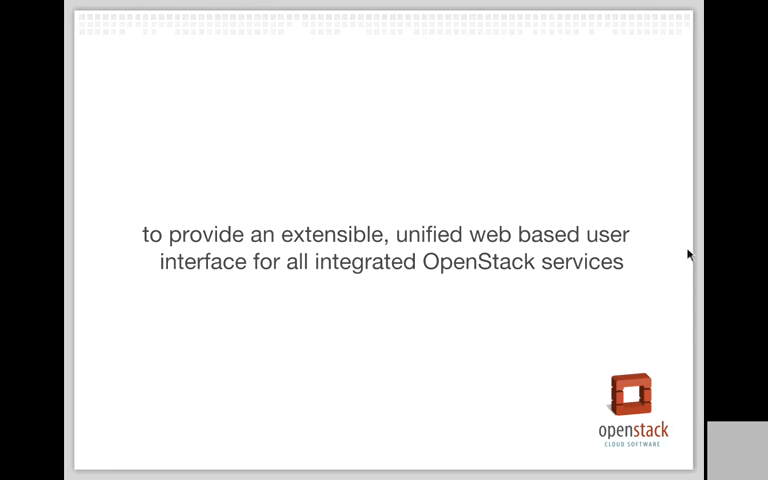 to provide an extensible, unified web based user
interface for all integrated OpenStack services
openstack
CLOUD SOFTWARE